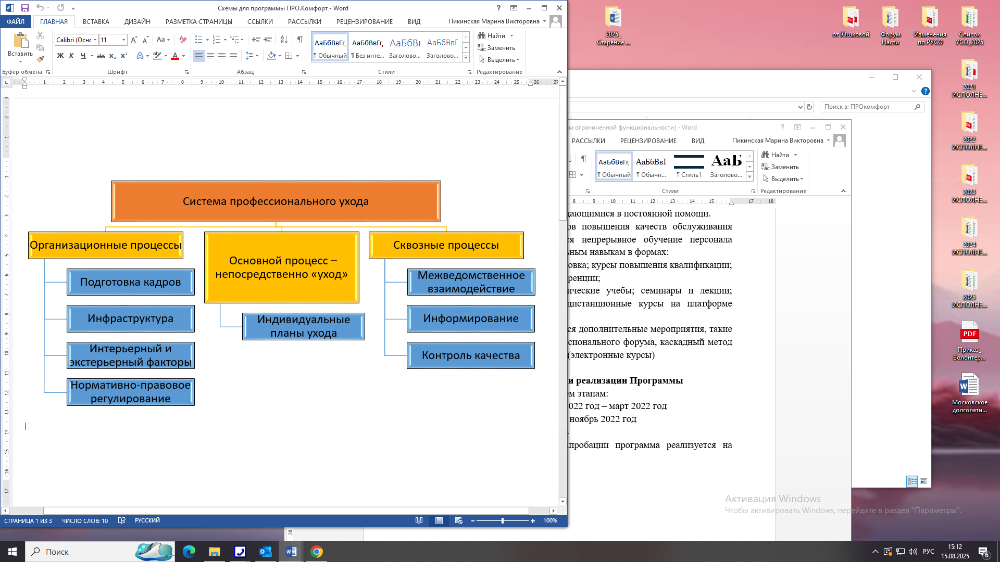 Схемы для программы ПРО.Комфорт - Word
ФАЙЛ ГЛАВНАЯ ВСТАВКА ДИЗАЙН РАЗМЕТКА СТРАНИЦЫ ССЫЛКИ РАССЫЛКИ РЕЦЕНЗИРОВАНИЕ ВИД Пикинская Марина Викторовна
Вставить
Calibri (Оснс 11
АаБбВвГг, АаБбВвГг, АаБбВı АаБбВвГ
¶ Обычный ¶ Без инте... Заголово... Заголово...
Найти
Заменить
Выделить
Буфер обмена Шрифт Абзац Стили Редактирование
Система профессионального ухода
Организационные процессы
Подготовка кадров
Инфраструктура
Интерьерный и
экстерьерный факторы
Нормативно-правовое
регулирование
Основной процесс –
непосредственно «уход»
Индивидуальные
планы ухода
Сквозные процессы
Межведомственное
взаимодействие
Информирование
Контроль качества
СТРАНИЦА 1 ИЗ 3 ЧИСЛО СЛОВ: 10 РУССКИЙ 100%
Поиск в: ПРОкомфорт
ограниченной функциональности] - Word
РАССЫЛКИ РЕЦЕНЗИРОВАНИЕ ВИД Пикинская Марина Викторовна
АаБбВвГг, АаБбВвГ АаБ
¶ Обычный ¶ Обычн... ¶ Стиль1 Заголово...
Найти
Заменить
Выделить
Стили Редактирование
дающимися в постоянной помощи.
ов повышения качеств обслуживания
ся непрерывное обучение персонала
ьным навыкам в формах:
овка; курсы повышения квалификации;
ренции;
ические учебы; семинары и лекции;
дистанционные курсы на платформе
ся дополнительные мероприятия, такие
сионального форума, каскадный метод
(электронные курсы)
и реализации Программы
ем этапам:
2022 год – март 2022 год
ноябрь 2022 год
апробации программа реализуется на
Активация Windows
Чтобы активировать Windows, перейдите в раздел "Параметры".
2025_
Старение ...
от Юшковой
Форум
Насти
Изменения
по РУСО
Список
УСО_2025
2021
ИСПОЛНЕ...
2022
ИСПОЛНЕ...
2023
ИСПОЛНЕ...
2024
ИСПОЛНЕ...
2025
ИСПОЛНЕ...
PDF
Приказ_
Волонтер...
Московское
долголети...
Поиск
РУС
15:12
15.08.2025
6